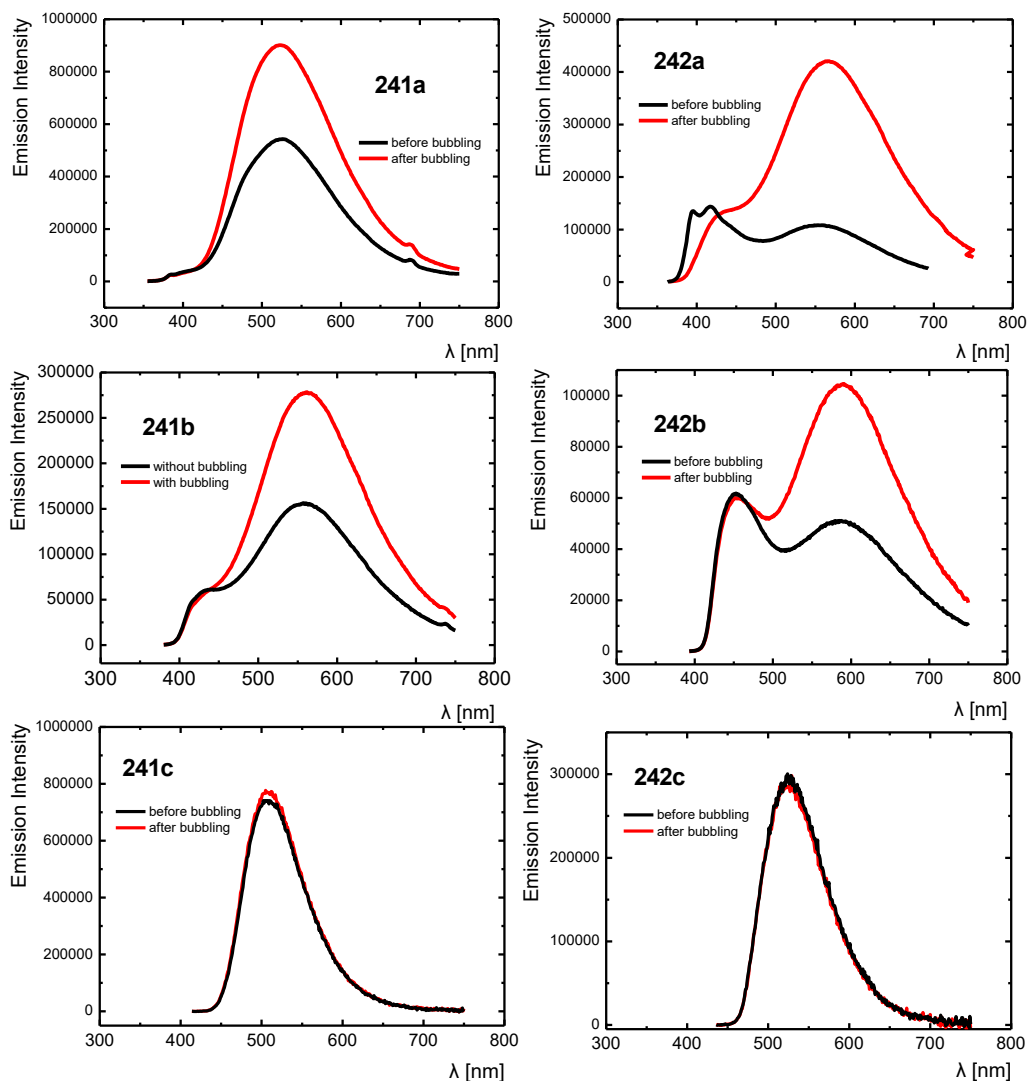 Emission Intensity
1000000
800000
600000
400000
200000
0
241a
before bubbling
after bubbling
300 400 500 600 700 800
λ [nm]
Emission Intensity
500000
400000
300000
200000
100000
0
242a
before bubbling
after bubbling
300 400 500 600 700 800
λ [nm]
Emission Intensity
300000
250000
200000
150000
100000
50000
0
241b
without bubbling
with bubbling
300 400 500 600 700 800
λ [nm]
Emission Intensity
100000
80000
60000
40000
20000
0
242b
before bubbling
after bubbling
300 400 500 600 700 800
λ [nm]
Emission Intensity
1000000
800000
600000
400000
200000
0
241c
before bubbling
after bubbling
300 400 500 600 700 800
λ [nm]
Emission Intensity
300000
200000
100000
0
242c
before bubbling
after bubbling
300 400 500 600 700 800
λ [nm]